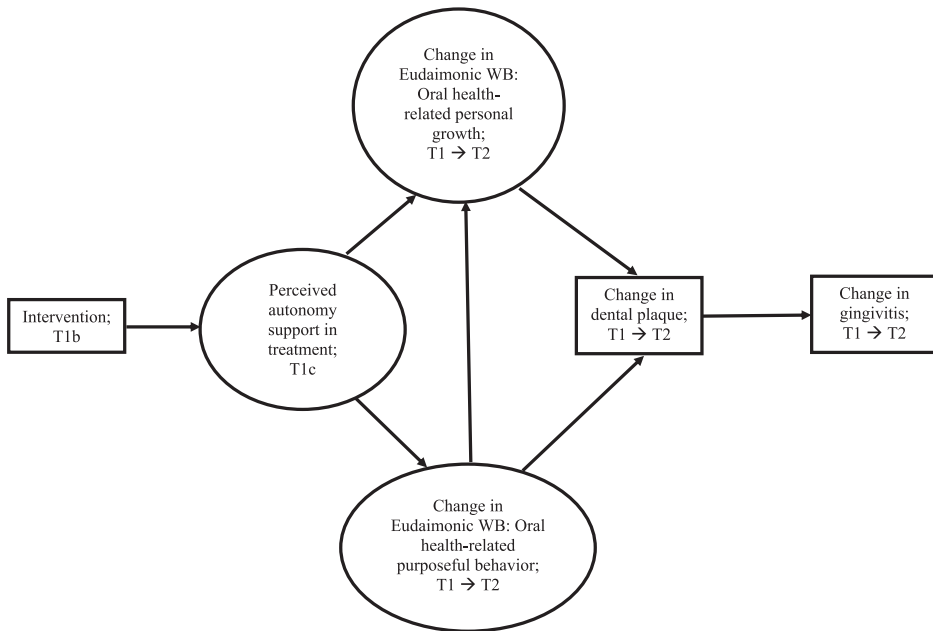 Change in
Eudaimonic WB:
Oral health-
related personal
growth;
T1 → T2
Intervention;
T1b
Perceived
autonomy
support in
treatment;
T1c
Change in
dental plaque;
T1 → T2
Change in
gingivitis;
T1 → T2
Change in
Eudaimonic WB: Oral
health-related
purposeful behavior;
T1 → T2